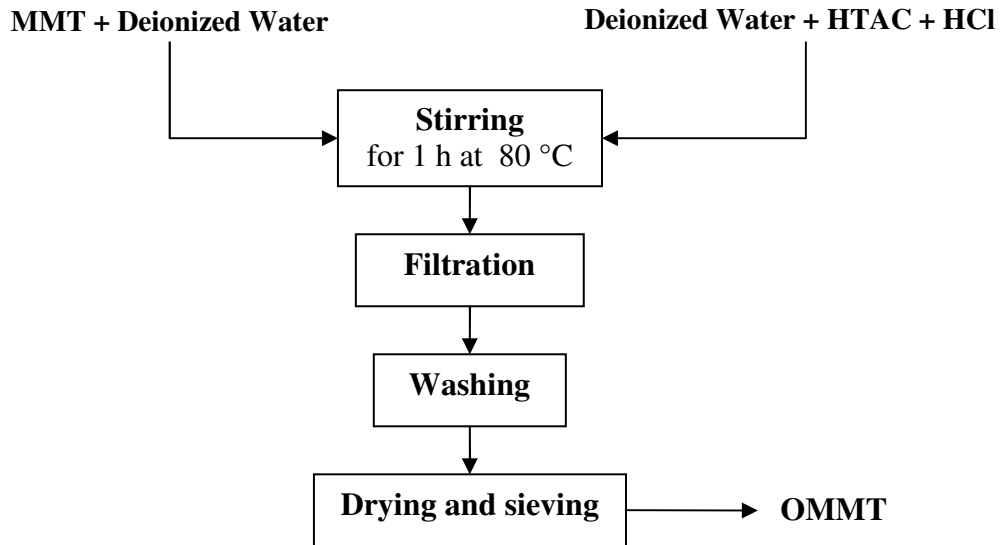 MMT + Deionized Water
Deionized Water + HTAC + HCl
Stirring
for 1 h at 80 °C
Filtration
Washing
Drying and sieving
OMMT